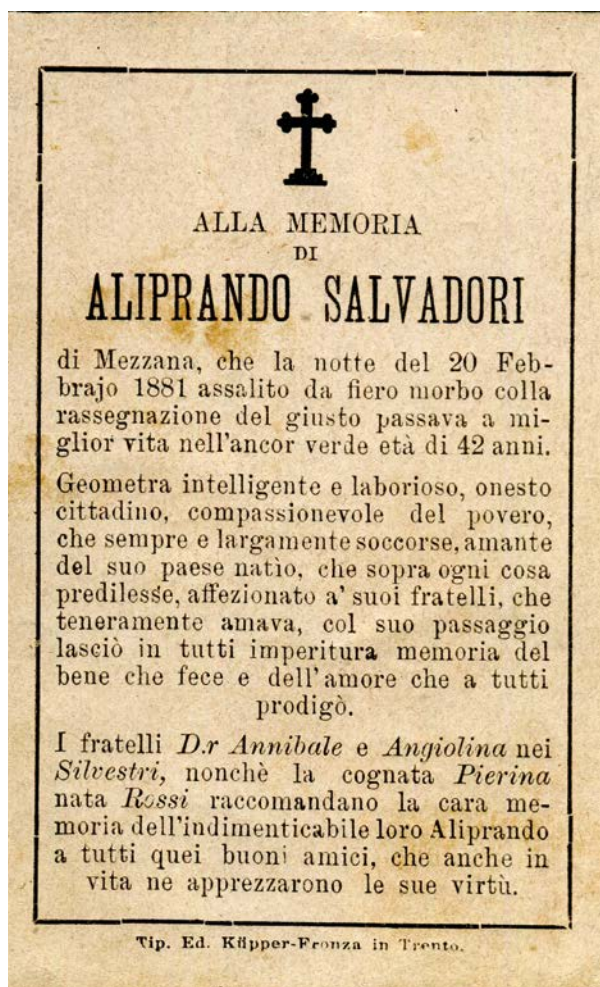 ALLA MEMORIA
DI
ALIPRANDO SALVADORI
di Mezzana, che la notte del 20 Feb-
brajo 1881 assalito da fiero morbo colla
rassegnazione del giusto passava a mi-
glior vita nell'ancor verde età di 42 anni.
Geometra intelligente e laborioso, onesto
cittadino, compassionevole del povero,
che sempre e largamente soccorse, amante
del suo paese natìo, che sopra ogni cosa
predilesse, affezionato a' suoi fratelli, che
teneramente amava, col suo passaggio
lasciò in tutti imperitura memoria del
bene che fece e dell'amore che a tutti
prodigò.
I fratelli D.r Annibale e Angiolina nei
Silvestri, nonchè la cognata Pierina
nata Rossi raccomandano la cara me-
moria dell'indimenticabile loro Aliprando
a tutti quei buoni amici, che anche in
vita ne apprezzarono le sue virtù.
Tip. Ed. Küpper-Fronza in Trento.